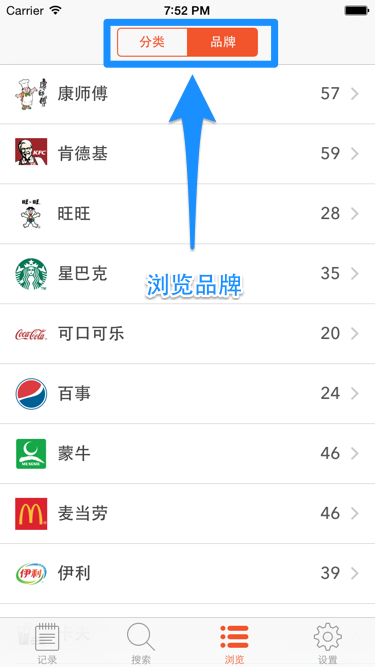 Carrier 7:52 PM
分类 品牌
康师傅 57
KFC 肯德基 59
旺旺 28
星巴克 35
浏览品牌
Coca-Cola 可口可乐 20
百事 24
蒙牛 46
麦当劳 46
伊利 伊利 39
记录 搜索 浏览 设置